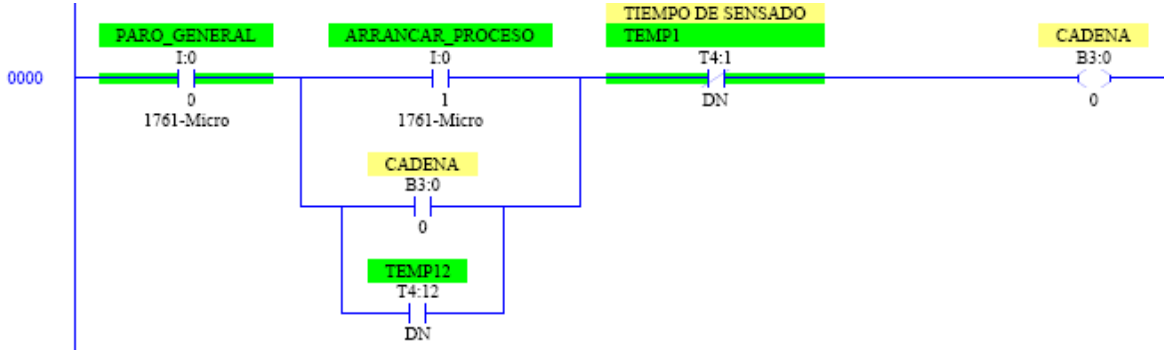 TIEMPO DE SENSADO
PARO_GENERAL
ARRANCAR_PROCESO
TEMP1
CADENA
I:0
I:0
T4:1
B3:0
0000
0
1
DN
0
1761-Micro
1761-Micro
CADENA
B3:0
0
TEMP12
T4:12
DN